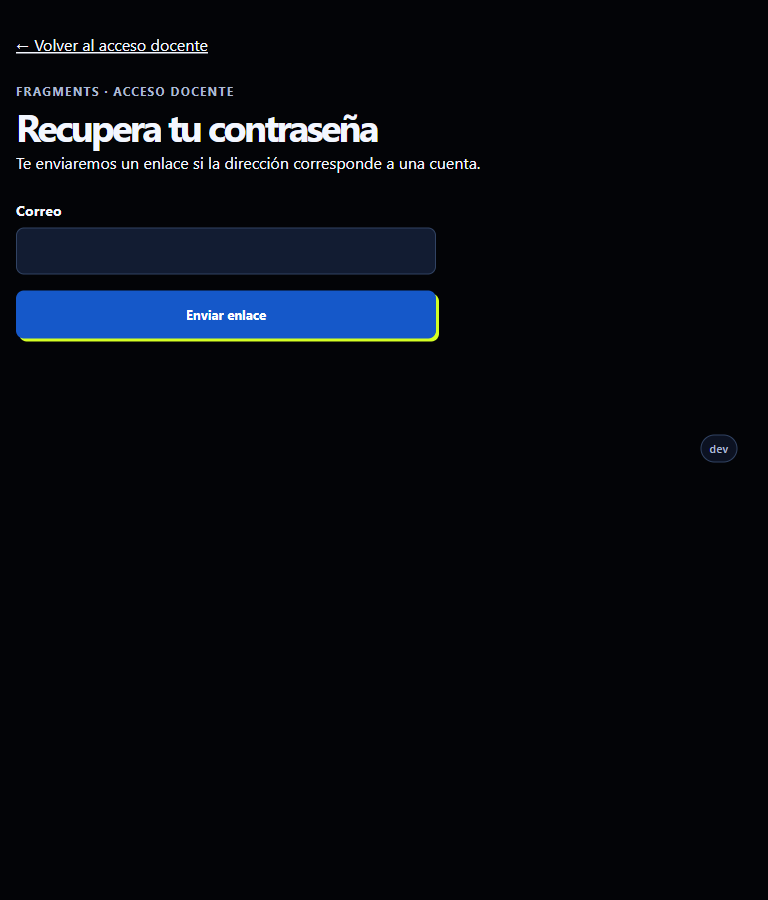 ← Volver al acceso docente
FRAGMENTS · ACCESO DOCENTE
Recupera tu contraseña
Te enviaremos un enlace si la dirección corresponde a una cuenta.
Correo
Enviar enlace
dev